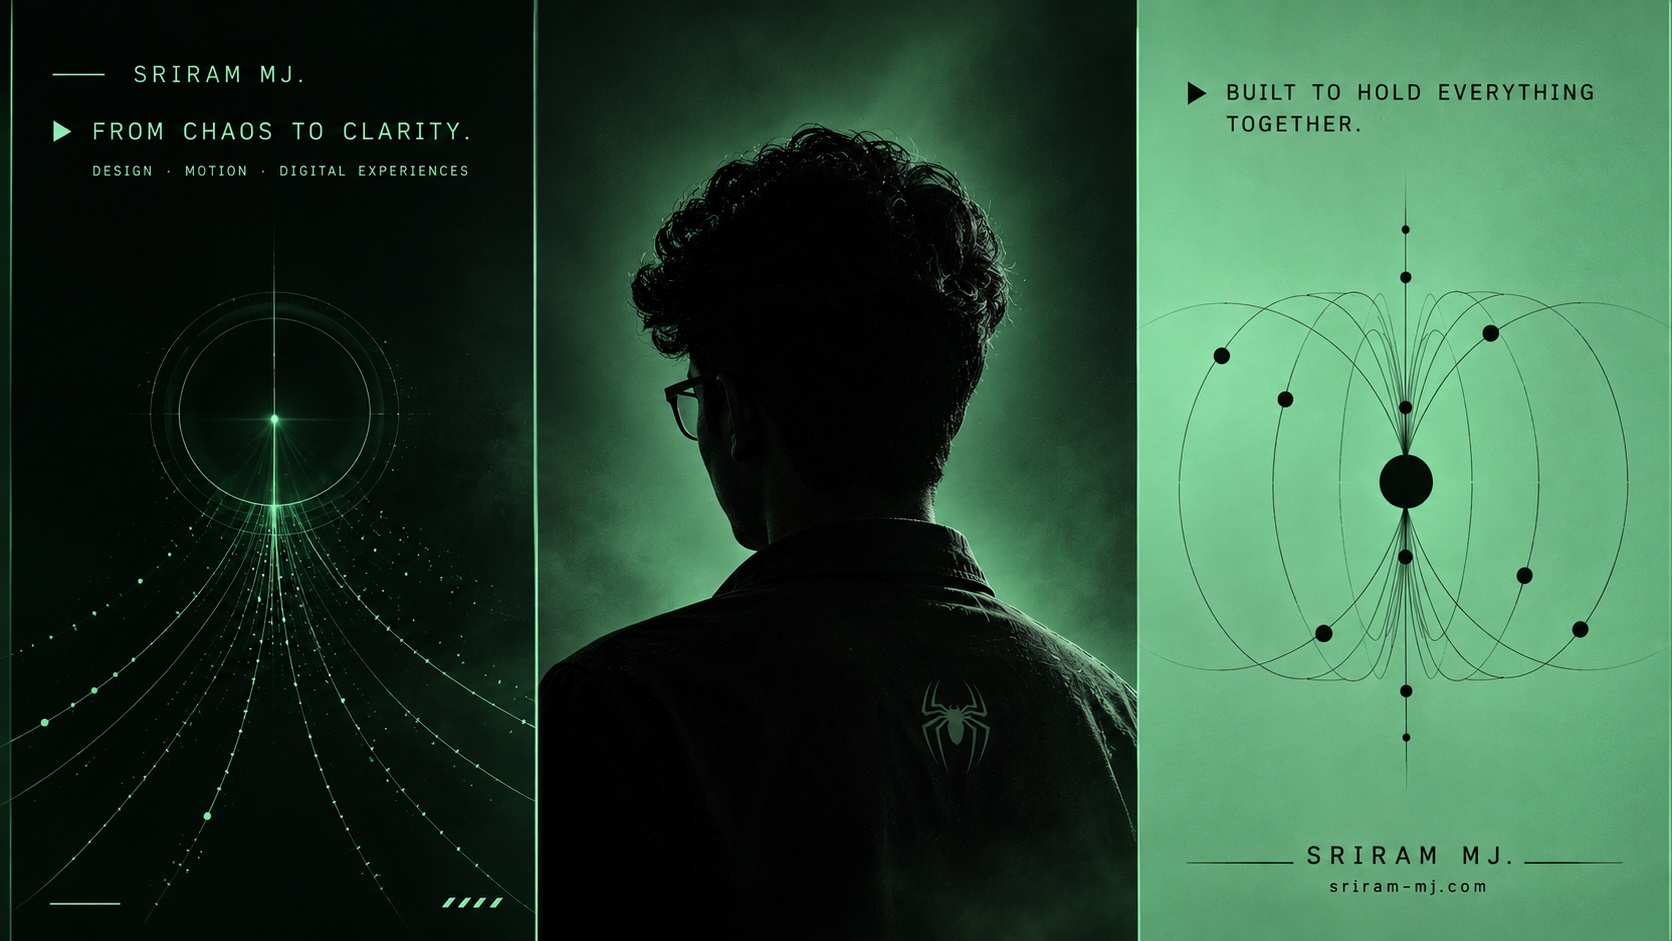 SRIRAM MJ.
FROM CHAOS TO CLARITY.
DESIGN · MOTION · DIGITAL EXPERIENCES
BUILT TO HOLD EVERYTHING
TOGETHER.
SRIRAM MJ.
sriram-mj.com